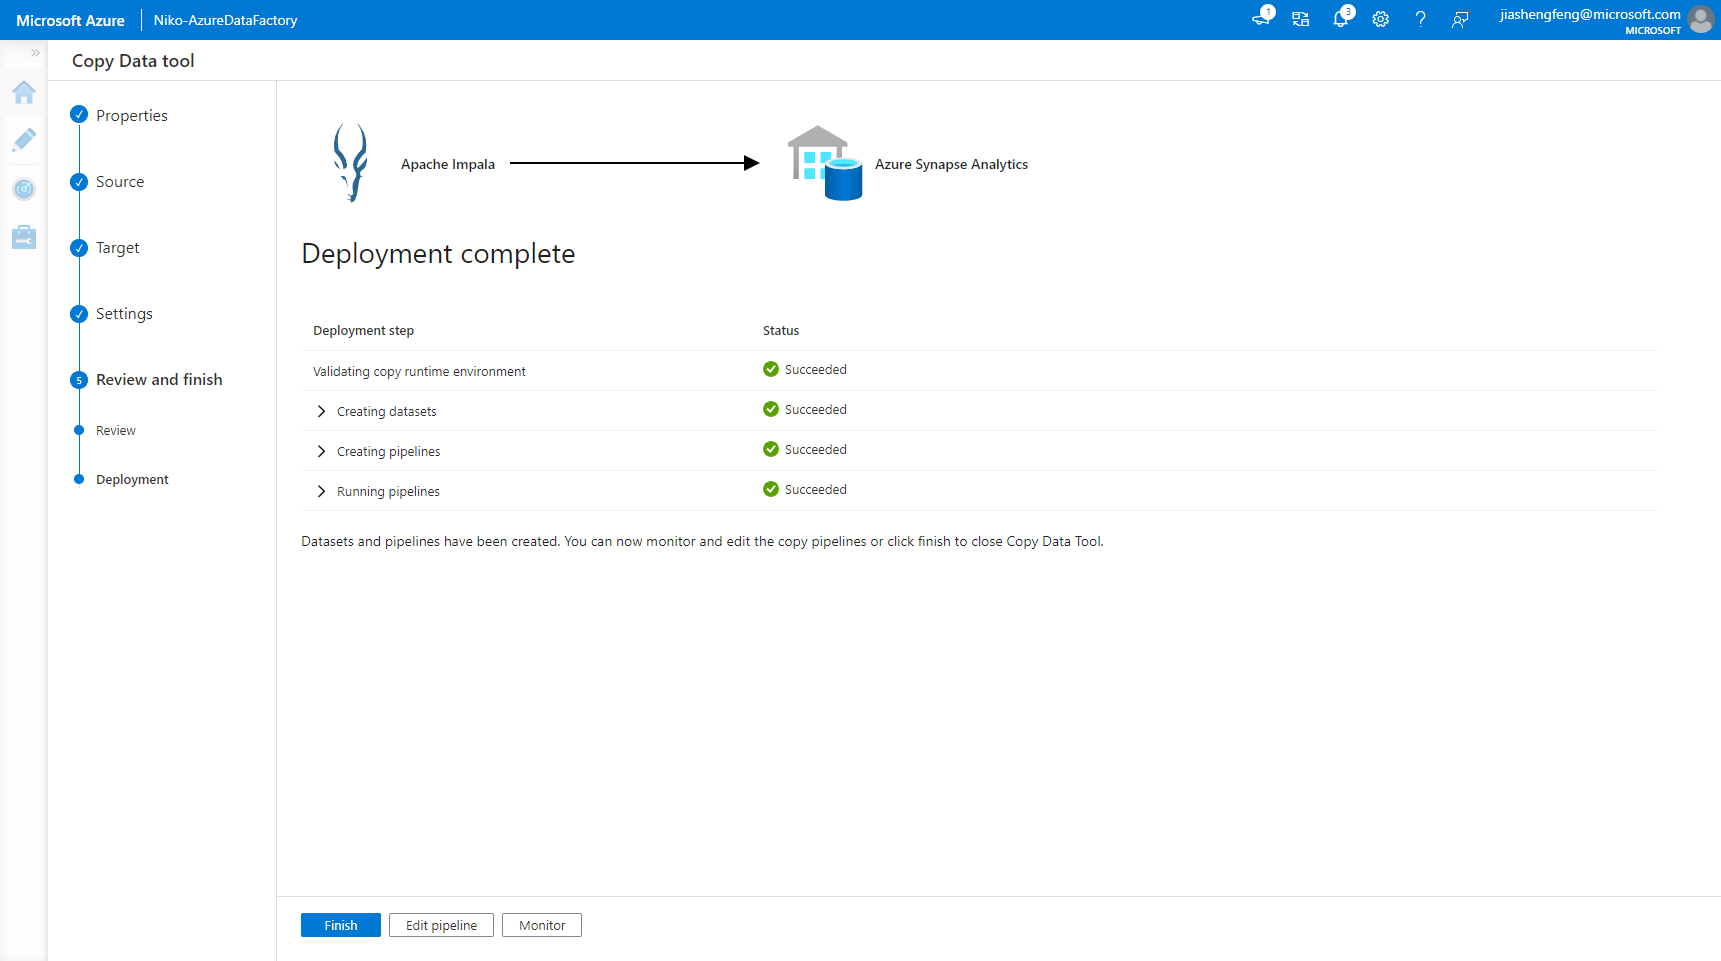 Microsoft Azure
Niko-AzureDataFactory
1
3
jiashengfeng@microsoft.com
MICROSOFT
Copy Data tool
Properties
Source
Target
Settings
5
Review and finish
Review
Deployment
Apache Impala
Azure Synapse Analytics
Deployment complete
Deployment step Status
Validating copy runtime environment Succeeded
Creating datasets Succeeded
Creating pipelines Succeeded
Running pipelines Succeeded
Datasets and pipelines have been created. You can now monitor and edit the copy pipelines or click finish to close Copy Data Tool.
Finish
Edit pipeline
Monitor